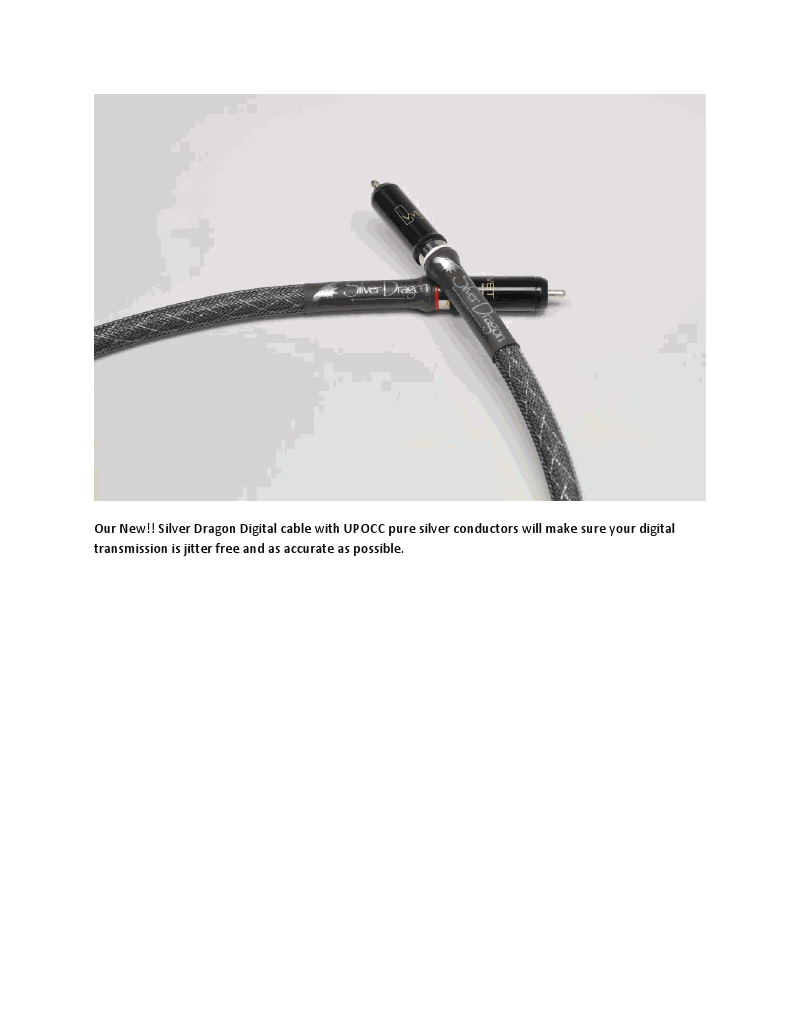 Silver Dragon
Silver Dragon
Our New!! Silver Dragon Digital cable with UPOCC pure silver conductors will make sure your digital
transmission is jitter free and as accurate as possible.